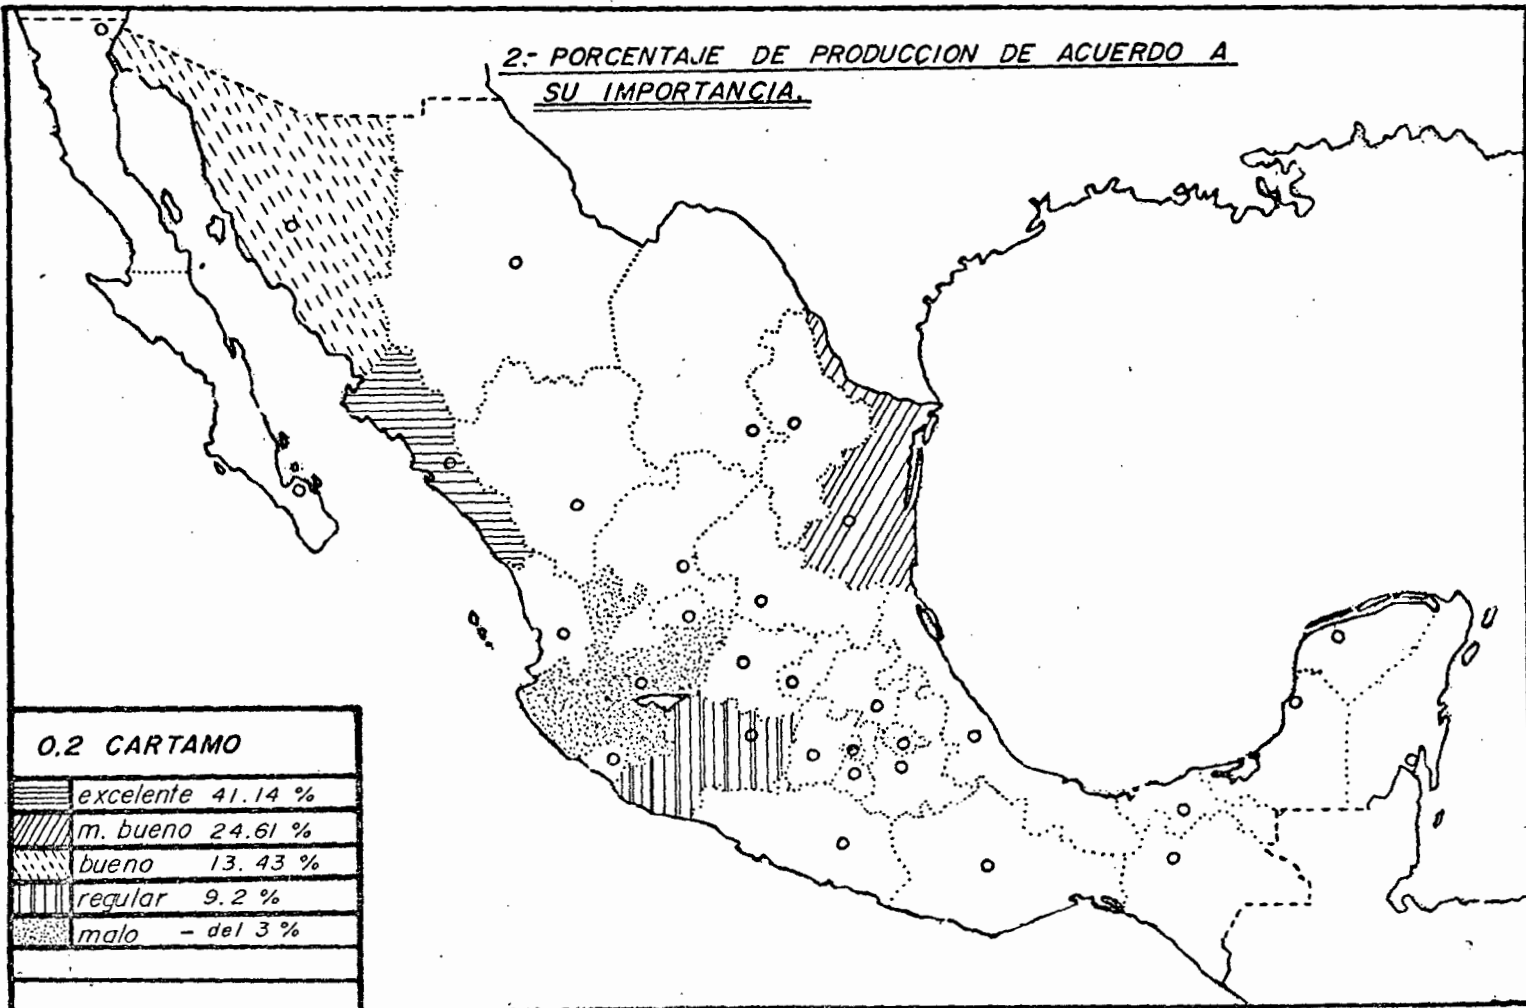 2.- PORCENTAJE DE PRODUCCION DE ACUERDO A
SU IMPORTANCIA.
0.2 CARTAMO
excelente 41.14 %
m. bueno 24.61 %
bueno 13.43 %
regular 9.2 %
malo - del 3 %